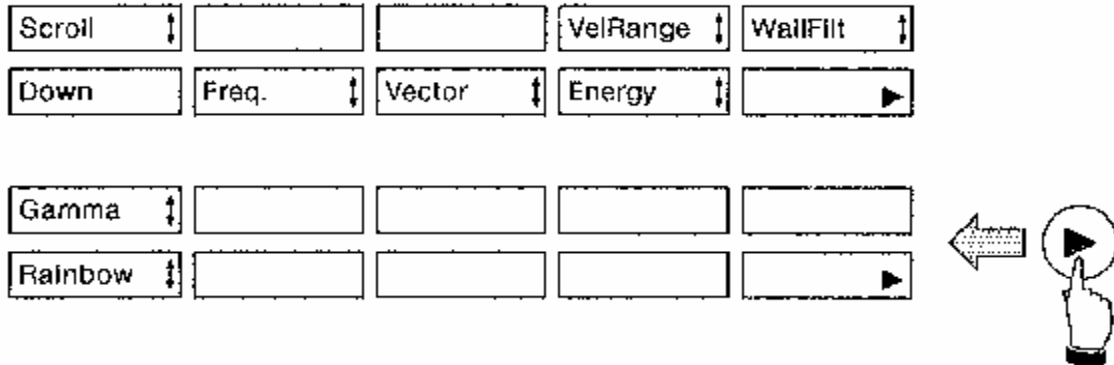 Scroll VelRange WallFilt
Down Freq. Vector Energy
Gamma
Rainbow